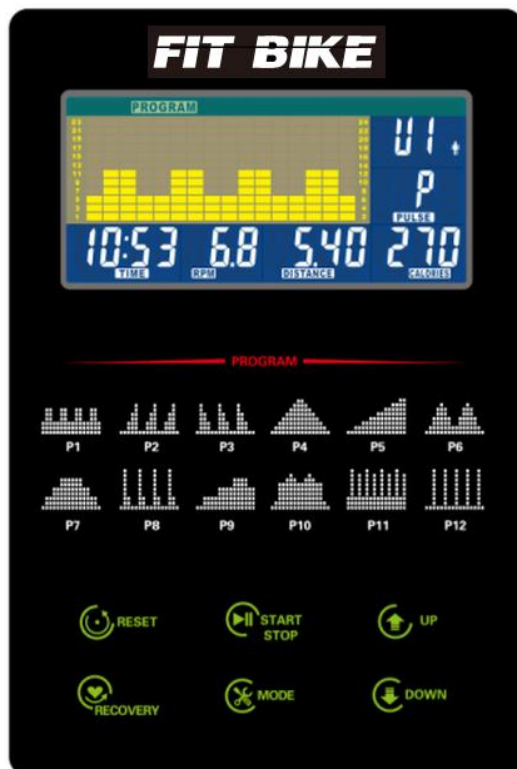 FIT BIKE
PROGRAM
U1
P
PULSE
10:53 6.8 5.40 270
TIME RPM DISTANCE CALORIES
PROGRAM
P1 P2 P3 P4 P5 P6
P7 P8 P9 P10 P11 P12
RESET START STOP UP
RECOVERY MODE DOWN